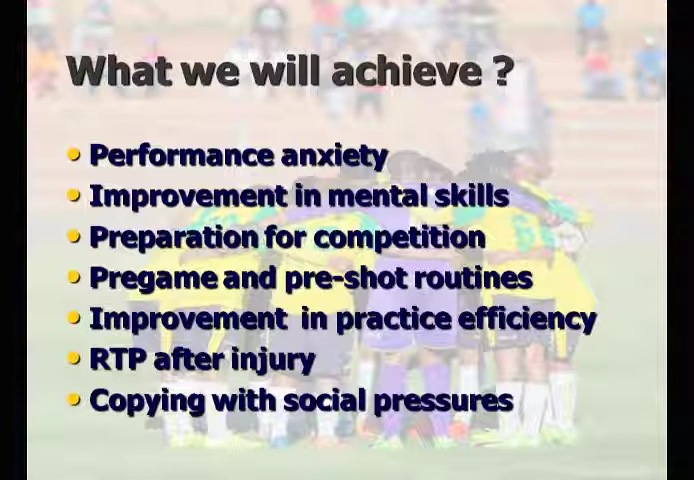 What we will achieve ?
• Performance anxiety
• Improvement in mental skills
• Preparation for competition
• Pregame and pre-shot routines
• Improvement in practice efficiency
• RTP after injury
• Copying with social pressures